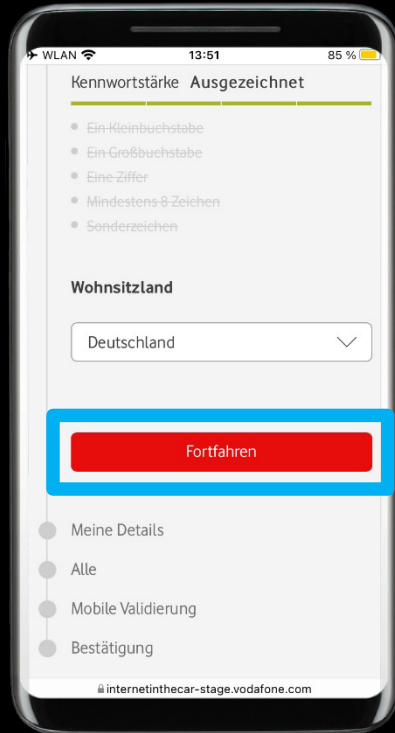 WLAN 13:51 85 %
Kennwortstärke Ausgezeichnet
Ein Kleinbuchstabe
Ein Großbuchstabe
Eine Ziffer
Mindestens 8 Zeichen
Sonderzeichen
Wohnsitzland
Deutschland
Fortfahren
Meine Details
Alle
Mobile Validierung
Bestätigung
internetinthecar-stage.vodafone.com